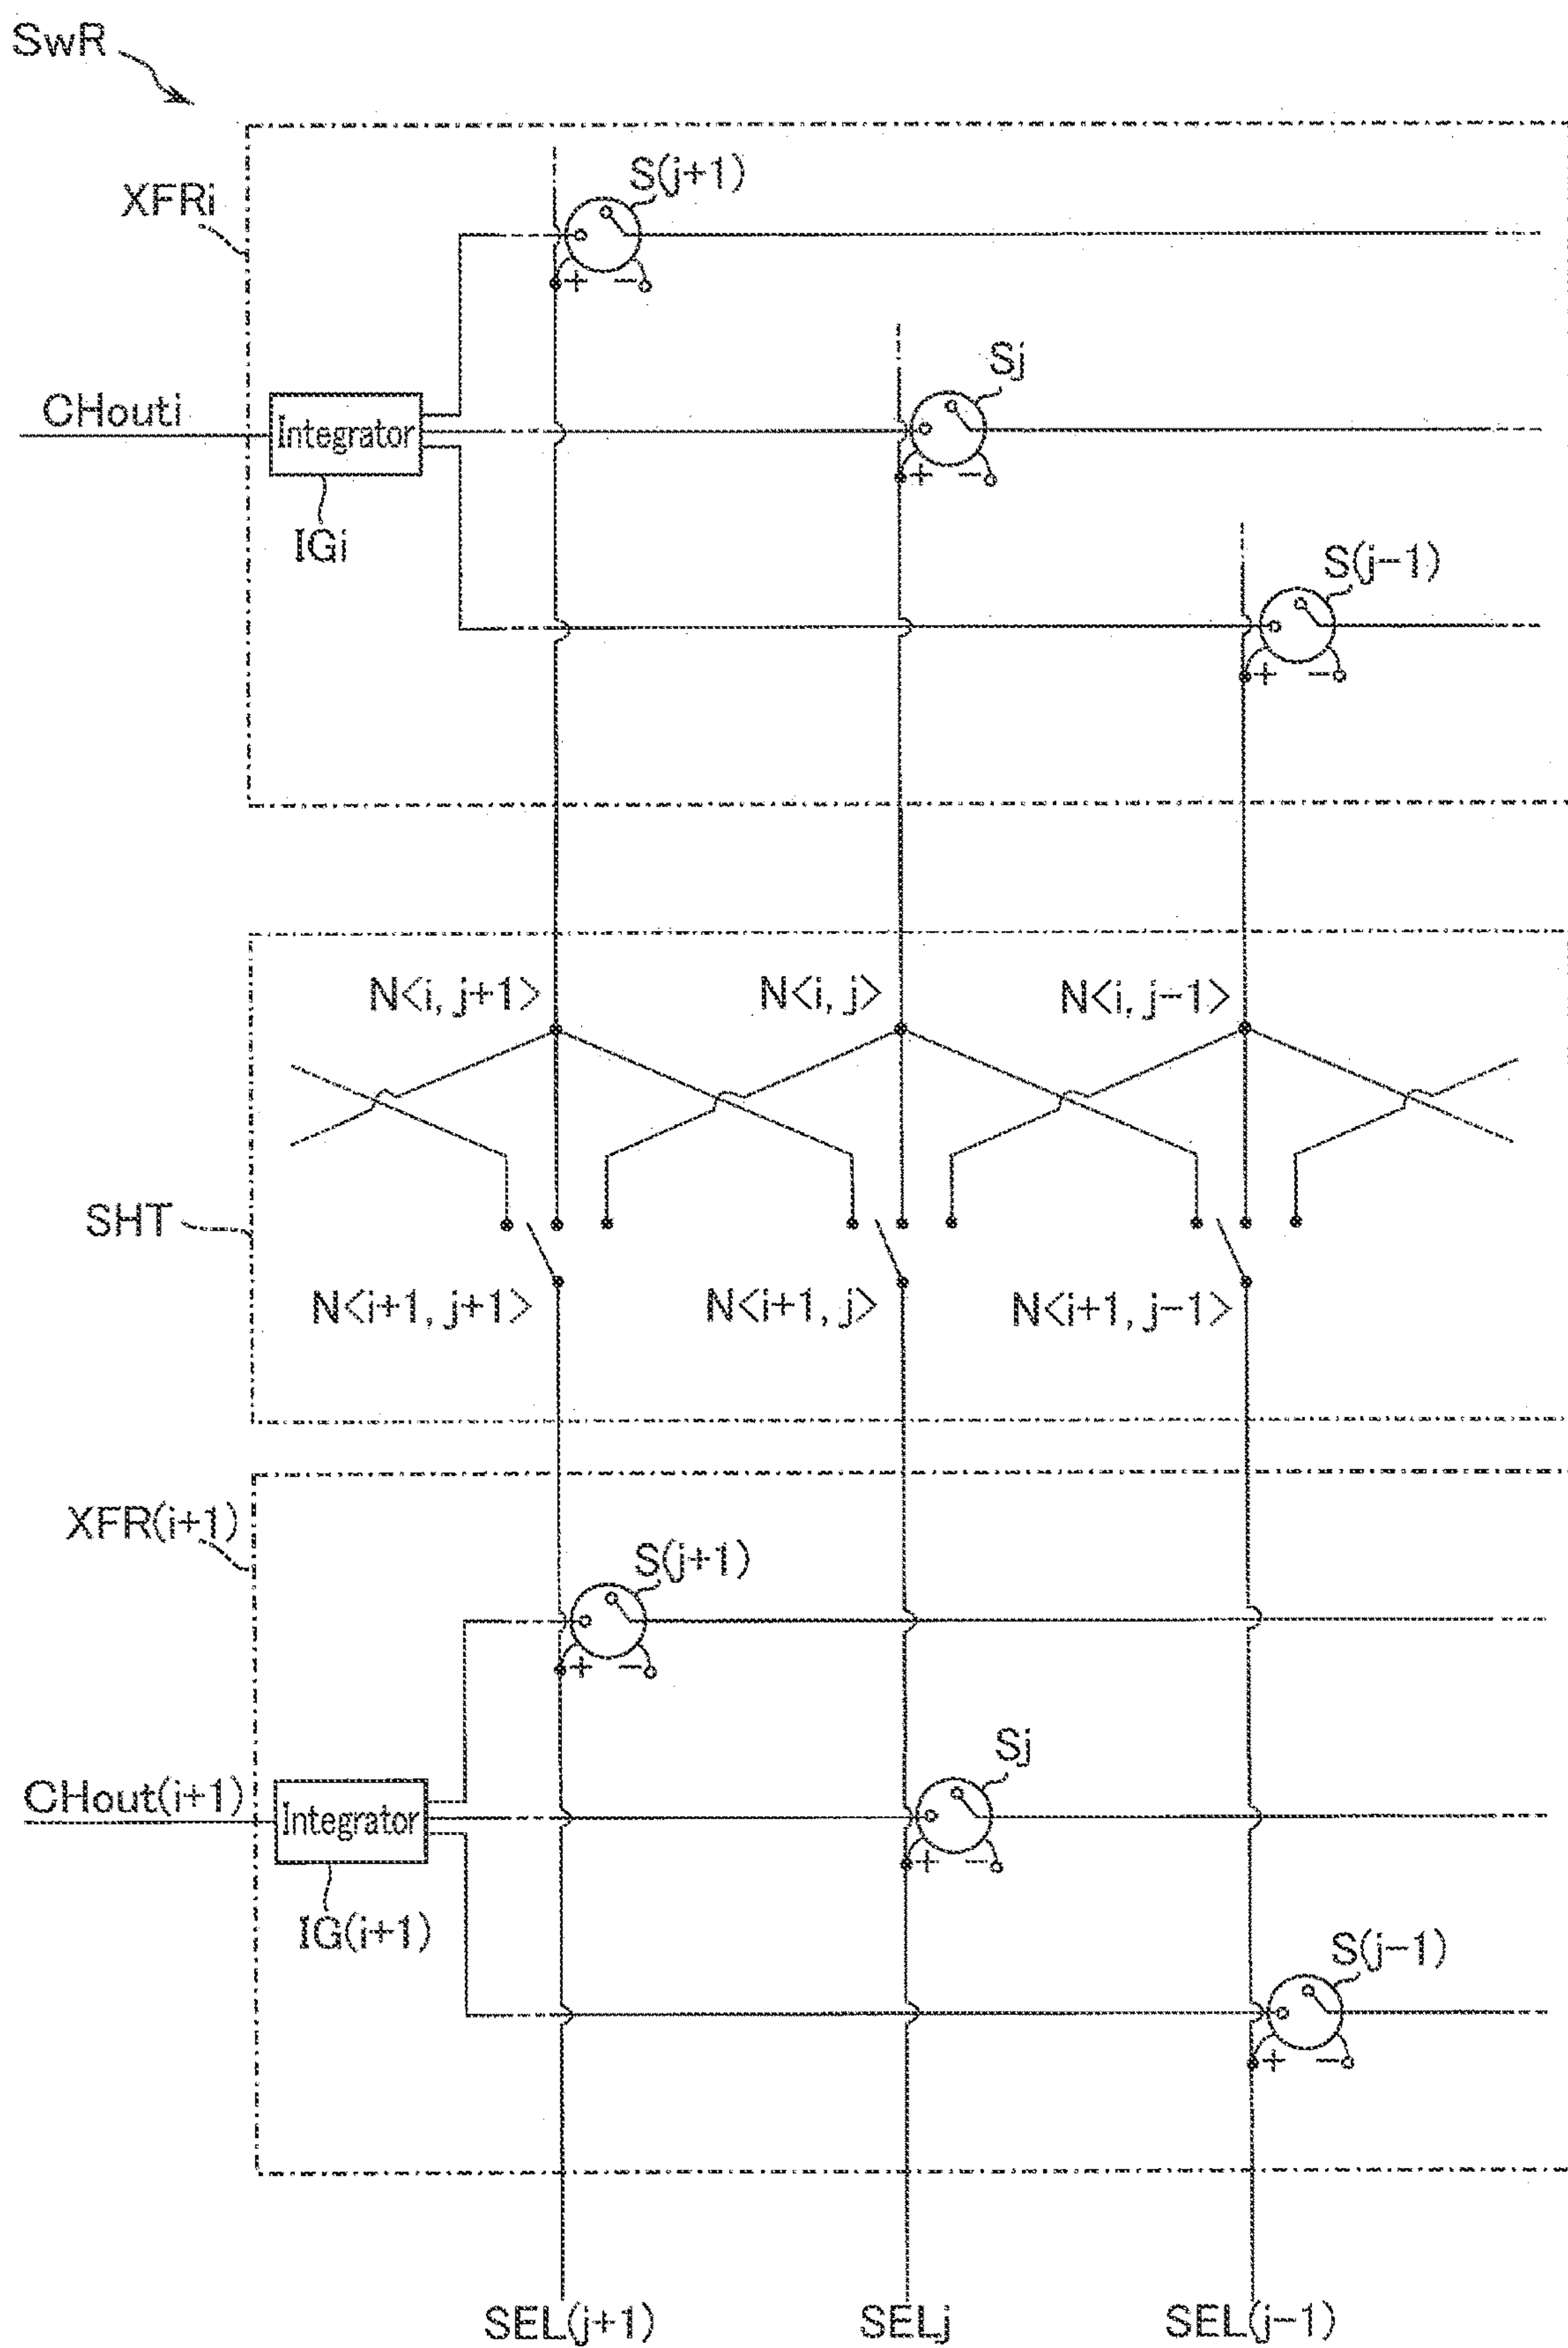 SwR
XFRi
S(j+1)
+ −
CHouti
Integrator
IGi
Sj
+ −
S(j−1)
+ −
N<i, j+1>
N<i, j>
N<i, j−1>
SHT
N<i+1, j+1>
N<i+1, j>
N<i+1, j−1>
XFR(i+1)
S(j+1)
+ −
CHout(i+1)
Integrator
IG(i+1)
Sj
+ −
S(j−1)
+ −
SEL(j+1)
SELj
SEL(j−1)